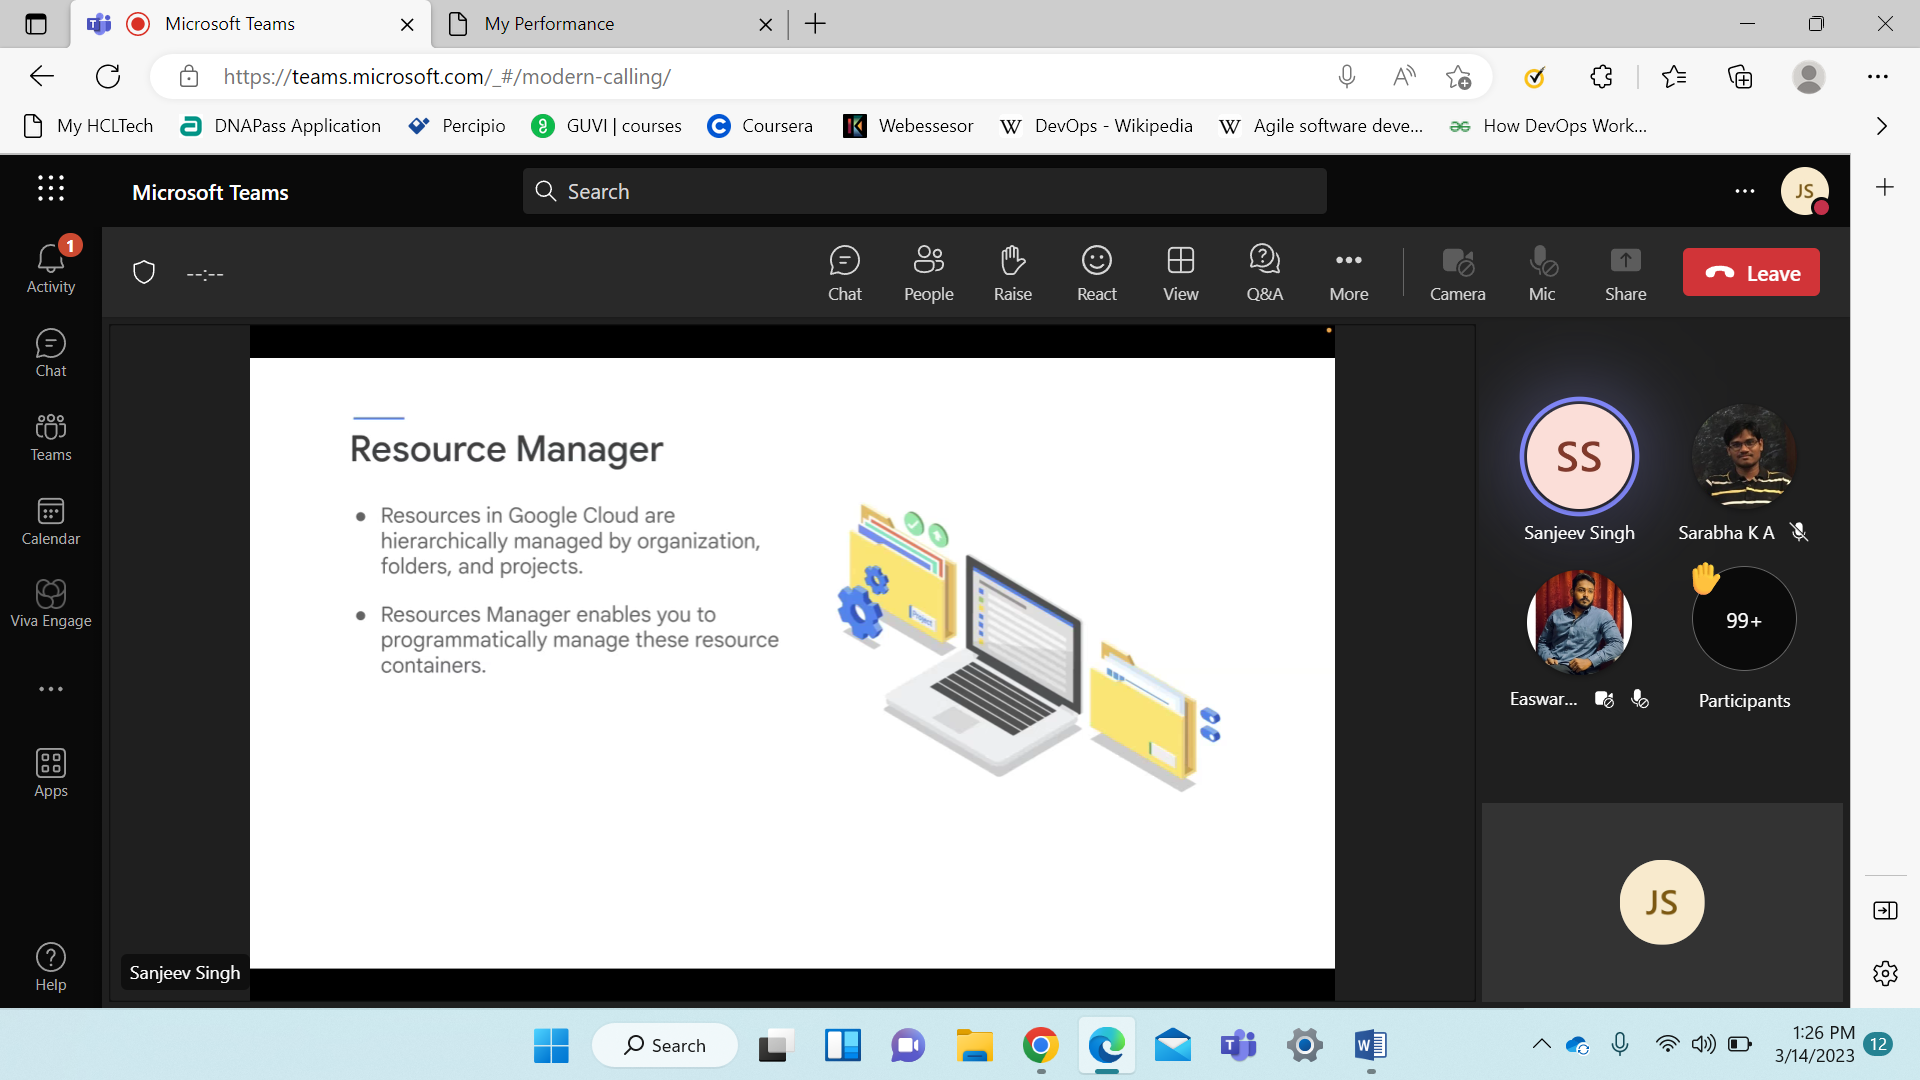 Microsoft Teams
My Performance
https://teams.microsoft.com/_#/modern-calling/
My HCLTech
DNAPass Application
Percipio
GUVI | courses
Coursera
Webessesor
DevOps - Wikipedia
Agile software deve...
How DevOps Work...
Microsoft Teams
Search
JS
1
Activity
Chat
Teams
Calendar
Viva Engage
Apps
Help
--:--
Chat
People
Raise
React
View
Q&A
More
Camera
Mic
Share
Leave
Resource Manager
Resources in Google Cloud are
hierarchically managed by organization,
folders, and projects.
Resources Manager enables you to
programmatically manage these resource
containers.
Project
Sanjeev Singh
SS
Sanjeev Singh
Sarabha K A
Easwar...
99+
Participants
JS
Search
1:26 PM
3/14/2023
12